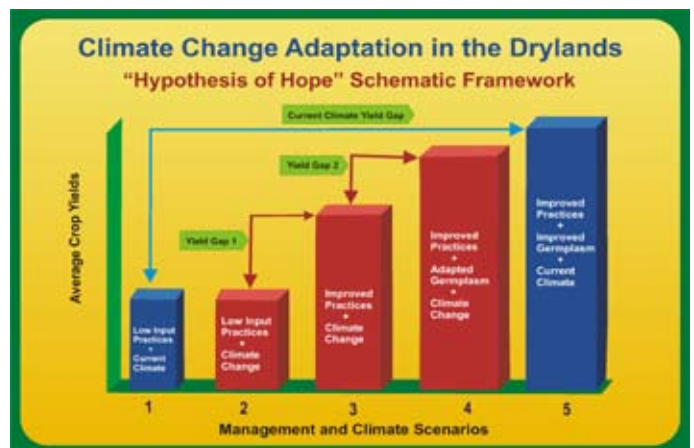 Climate Change Adaptation in the Drylands
“Hypothesis of Hope” Schematic Framework
Current Climate Yield Gap
Yield Gap 2
Yield Gap 1
Average Crop Yields
Low Input
Practices
+
Current
Climate
Low Input
Practices
+
Climate
Change
Improved
Practices
+
Climate
Change
Improved
Practices
+
Adapted
Germplasm
+
Climate
Change
Improved
Practices
+
Improved
Germplasm
+
Current
Climate
1 2 3 4 5
Management and Climate Scenarios